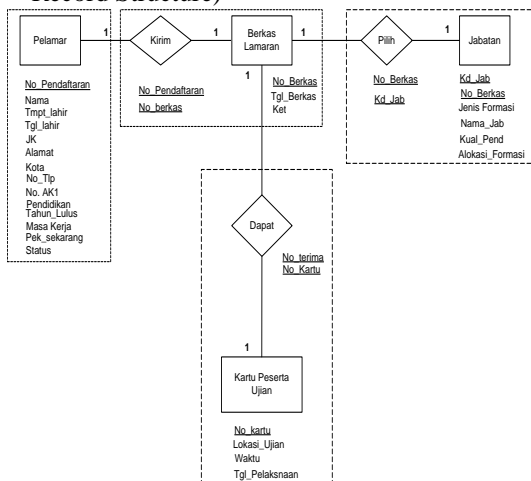 Record Structure)
Pelamar
1
Kirim
1
Berkas
Lamaran
1
Pilih
1
Jabatan
1
No_Pendaftaran
Nama
Tmpt_lahir
Tgl_lahir
JK
Alamat
Kota
No_Tlp
No. AK1
Pendidikan
Tahun_Lulus
Masa Kerja
Pek_sekarang
Status
No_Pendaftaran
No_berkas
No_Berkas
Tgl_Berkas
Ket
No_Berkas
Kd_Jab
Kd_Jab
No_Berkas
Jenis Formasi
Nama_Jab
Kual_Pend
Alokasi_Formasi
Dapat
No_terima
No_Kartu
1
Kartu Peserta
Ujian
No_kartu
Lokasi_Ujian
Waktu
Tgl_Pelaksnaan